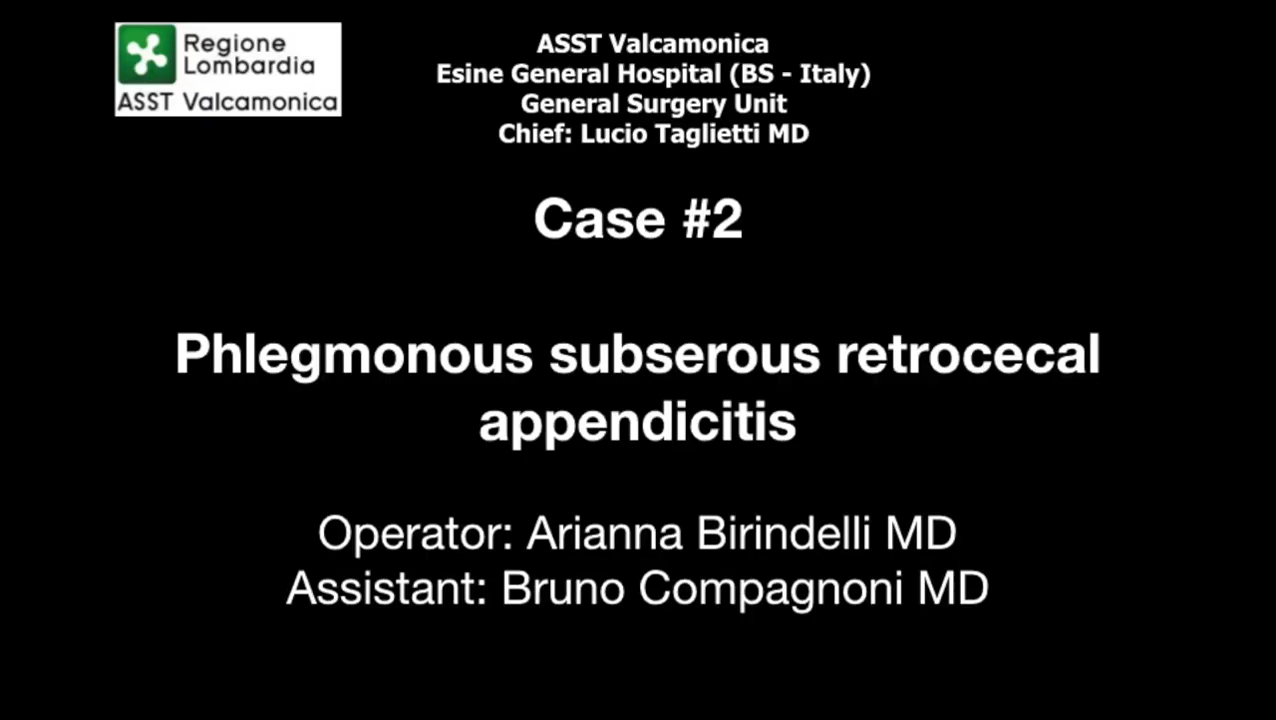 Regione
Lombardia
ASST Valcamonica
ASST Valcamonica
Esine General Hospital (BS - Italy)
General Surgery Unit
Chief: Lucio Taglietti MD
Case #2
Phlegmonous subserous retrocecal
appendicitis
Operator: Arianna Birindelli MD
Assistant: Bruno Compagnoni MD